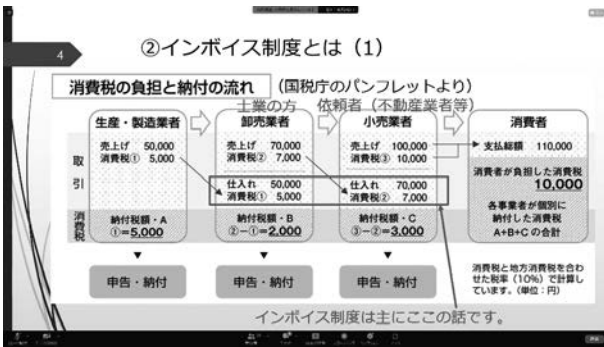 4
②インボイス制度とは（1）
消費税の負担と納付の流れ
（国税庁のパンフレットより）
士業の方
依頼者（不動産業者等）
生産・製造業者
卸売業者
小売業者
消費者
取引
売上げ 50,000
消費税① 5,000
売上げ 70,000
消費税② 7,000
仕入れ 50,000
消費税① 5,000
売上げ 100,000
消費税③ 10,000
仕入れ 70,000
消費税② 7,000
支払総額 110,000
消費者が負担した消費税
10,000
各事業者が個別に
納付した消費税
A+B+C の合計
消費税
納付税額・A
①=5,000
納付税額・B
②－①=2,000
納付税額・C
③－②=3,000
申告・納付
申告・納付
申告・納付
消費税と地方消費税を合わ
せた税率（10%）で計算し
ています。（単位：円）
インボイス制度は主にここの話です。